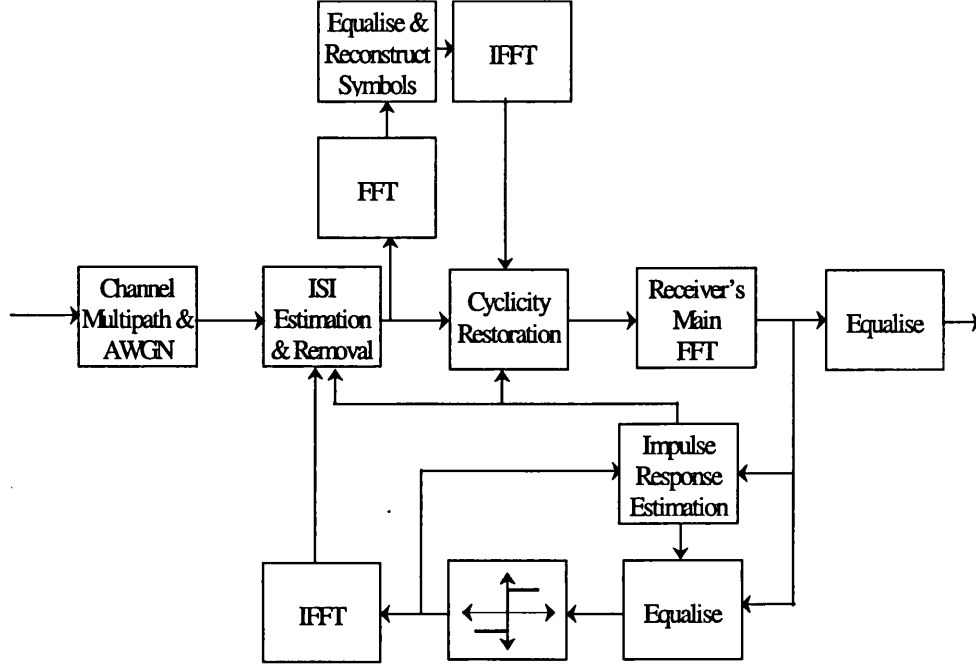 Equalise &
Reconstruct
Symbols
IFFT
FFT
Channel
Multipath &
AWGN
ISI
Estimation
& Removal
Cyclicity
Restoration
Receiver's
Main
FFT
Equalise
Impulse
Response
Estimation
IFFT
Equalise